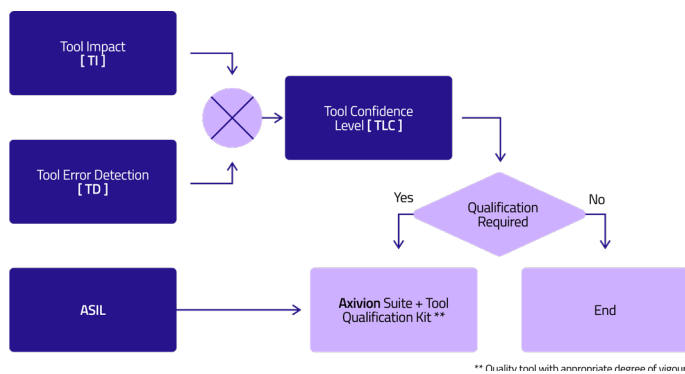 Tool Impact
[ TI ]
Tool Confidence
Level [ TLC ]
Tool Error Detection
[ TD ]
Yes
No
Qualification
Required
ASIL
Axivion Suite + Tool
Qualification Kit **
End
** Quality tool with appropriate degree of vigour